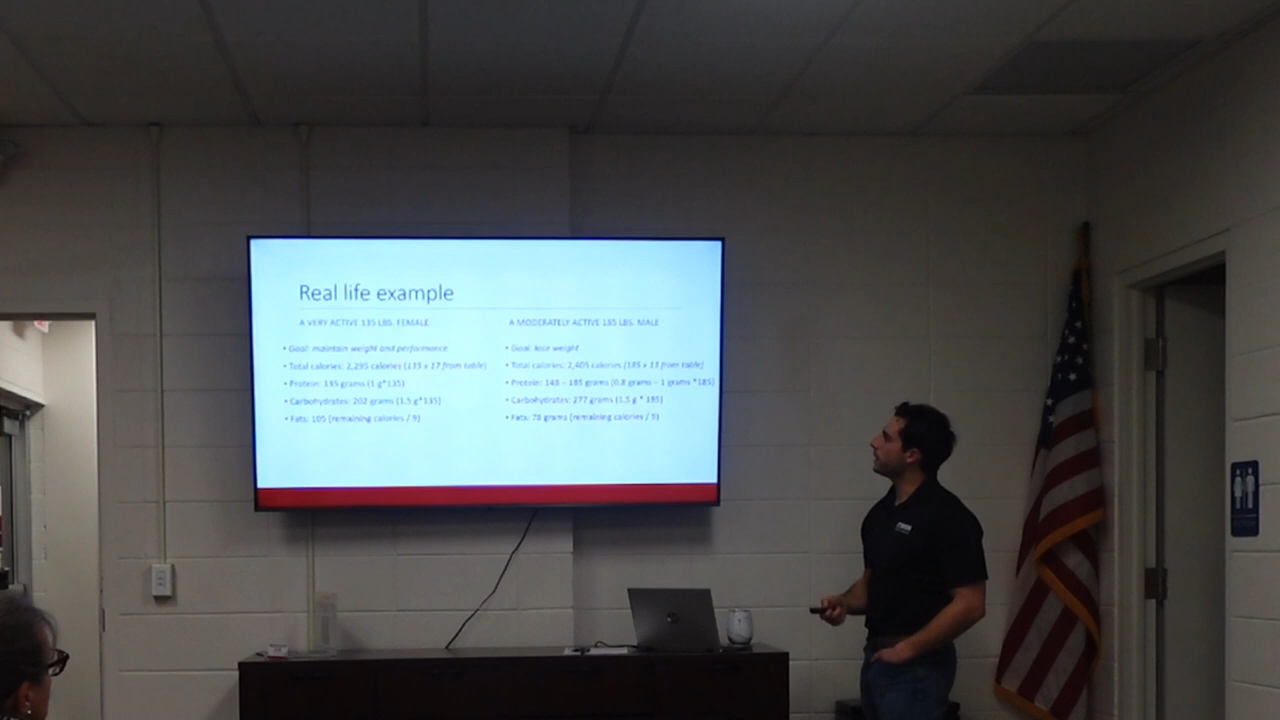 Real life example
A VERY ACTIVE 135 LBS. FEMALE
• Goal: maintain weight and performance
• Total calories: 2,295 calories (135 x 17 from table)
• Protein: 135 grams (1 g*135)
• Carbohydrates: 202 grams (1.5 g*135)
• Fats: 105 (remaining calories / 9)
A MODERATELY ACTIVE 185 LBS. MALE
• Goal: lose weight
• Total calories: 2,405 calories (185 x 13 from table)
• Protein: 148 – 185 grams (0.8 grams – 1 grams *185)
• Carbohydrates: 277 grams (1.5 g * 185)
• Fats: 78 grams (remaining calories / 9)